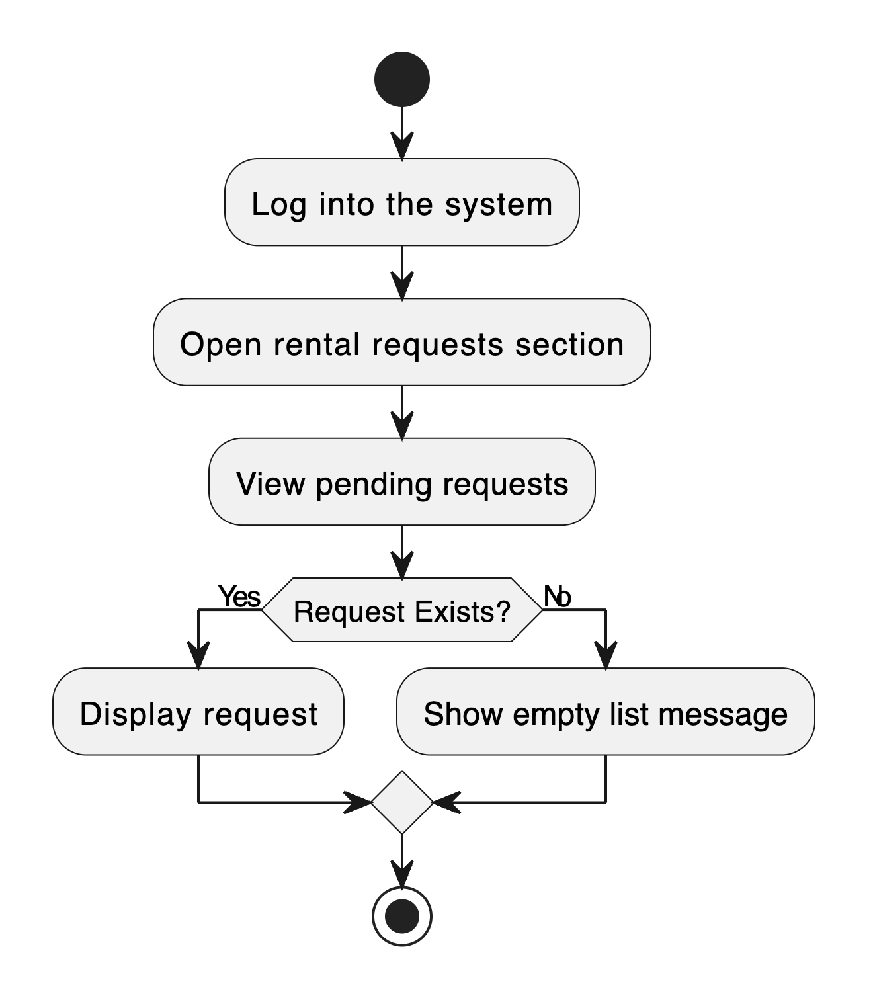 Log into the system
Open rental requests section
View pending requests
Yes
Request Exists?
No
Display request
Show empty list message